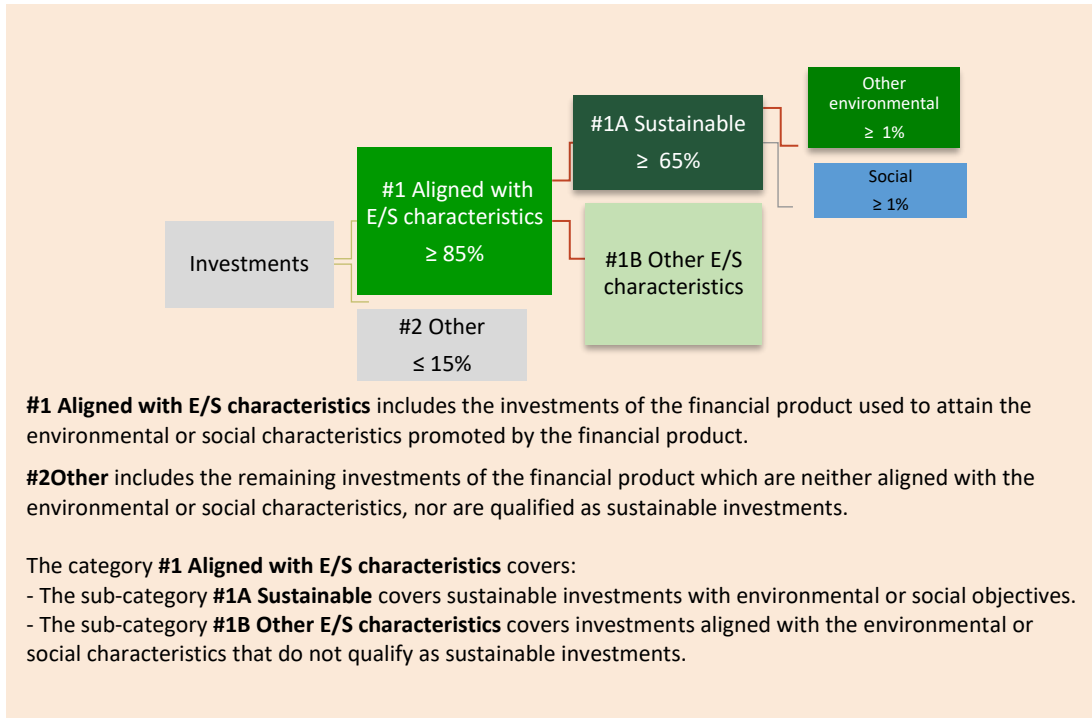 Investments
#1 Aligned with
E/S characteristics
≥ 85%
#2 Other
≤ 15%
#1A Sustainable
≥ 65%
#1B Other E/S
characteristics
Other
environmental
≥ 1%
Social
≥ 1%
#1 Aligned with E/S characteristics includes the investments of the financial product used to attain the
environmental or social characteristics promoted by the financial product.
#2Other includes the remaining investments of the financial product which are neither aligned with the
environmental or social characteristics, nor are qualified as sustainable investments.
The category #1 Aligned with E/S characteristics covers:
- The sub-category #1A Sustainable covers sustainable investments with environmental or social objectives.
- The sub-category #1B Other E/S characteristics covers investments aligned with the environmental or
social characteristics that do not qualify as sustainable investments.